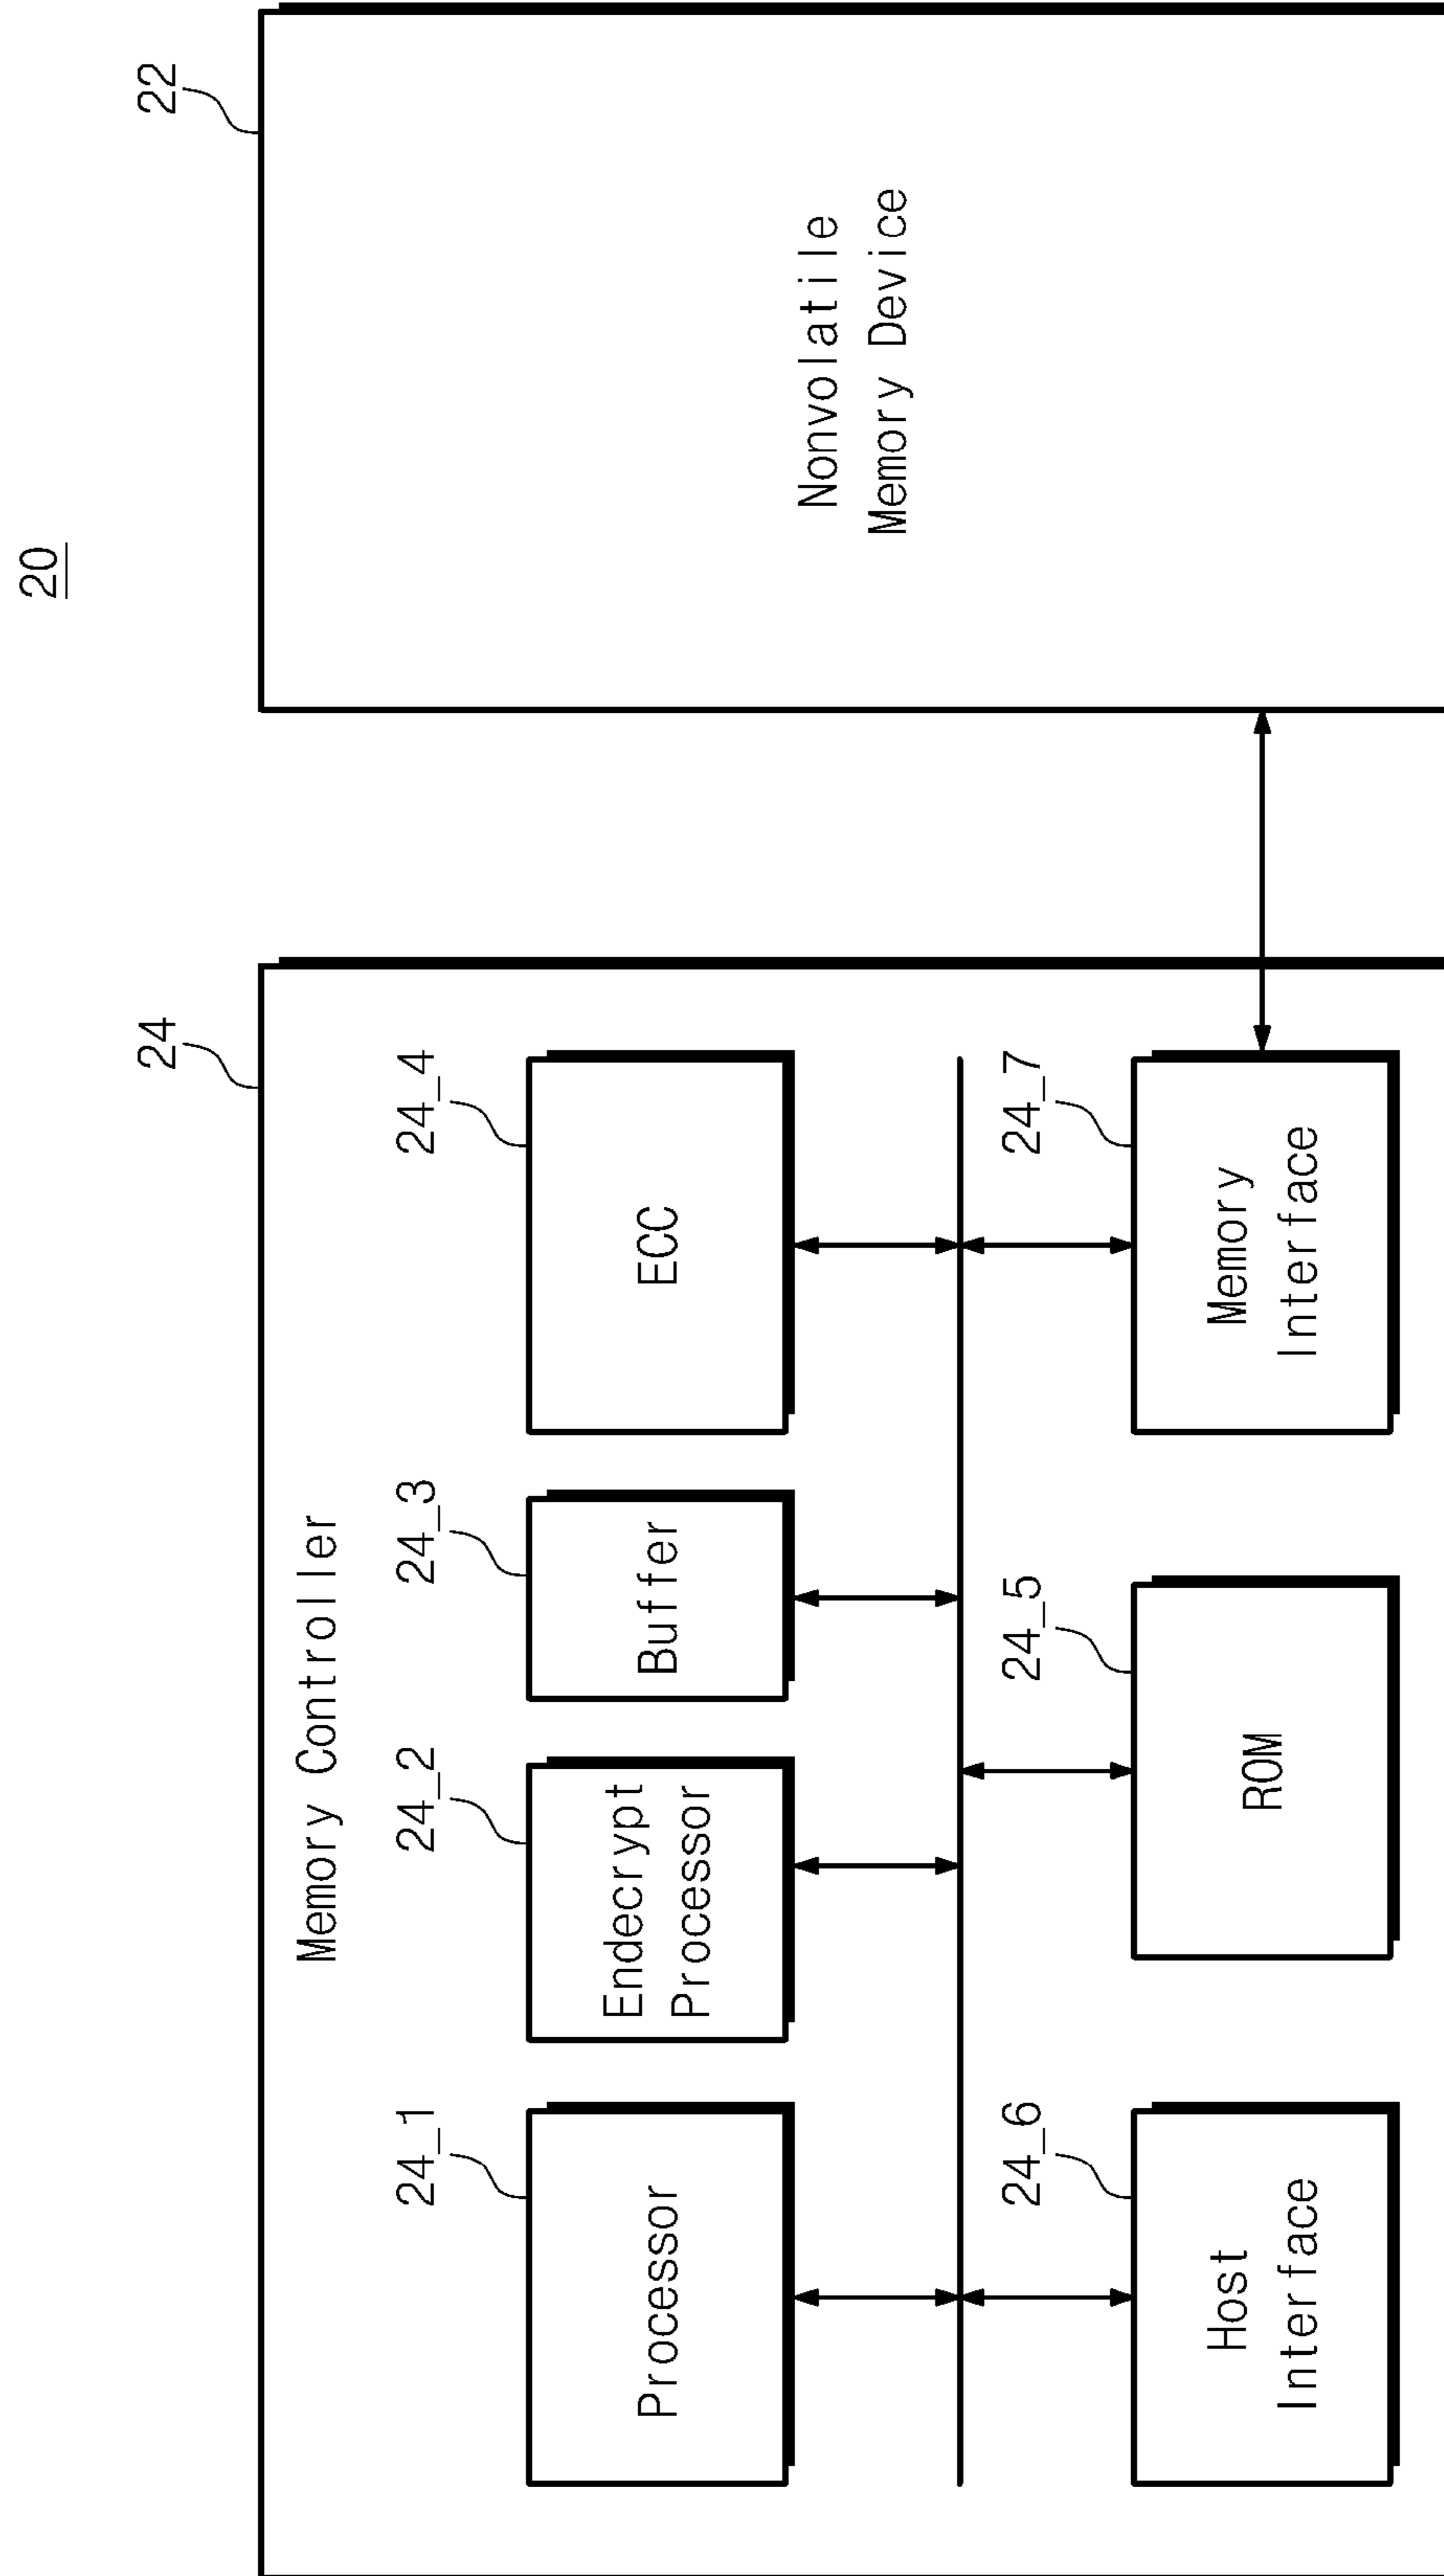 20
24
22
Memory Controller
24_1
24_2
24_3
24_4
Processor
Endecrypt
Processor
Buffer
ECC
Nonvolatile
Memory Device
24_6
24_5
24_7
Host
Interface
ROM
Memory
Interface